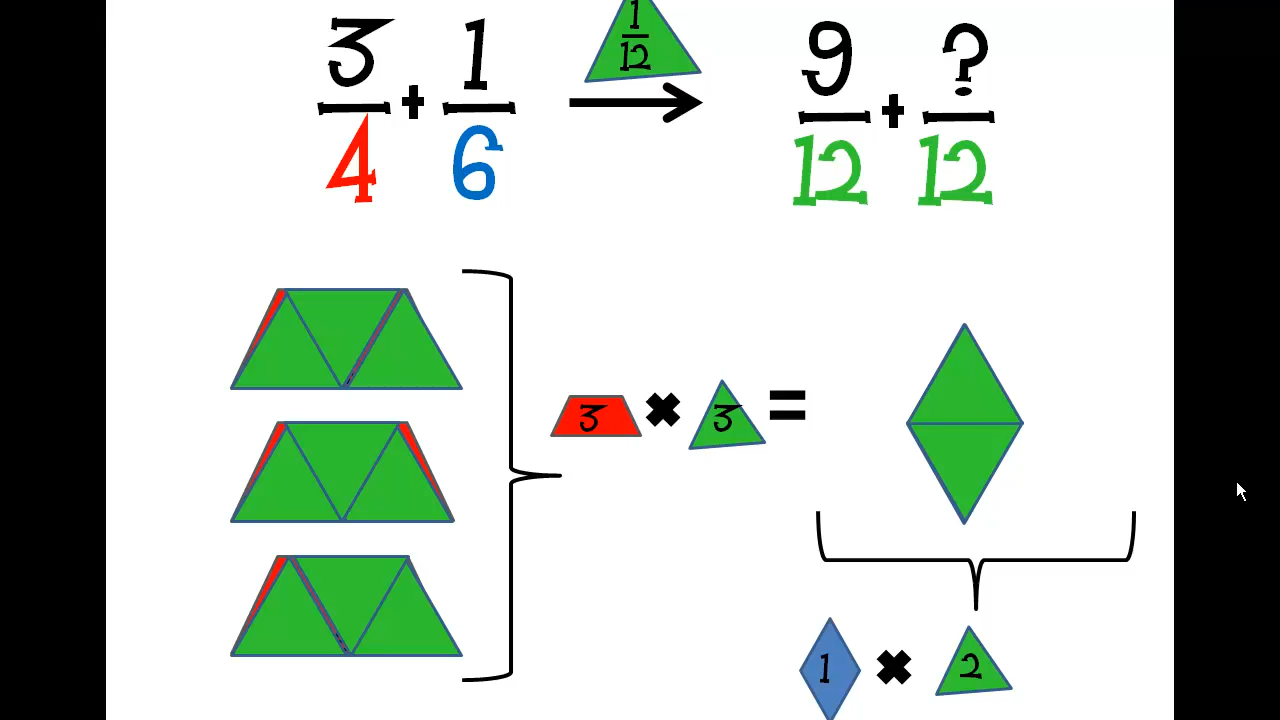 3/4 + 1/6 1/12 → 9/12 + ?/12
3 × 3 =
1 × 2